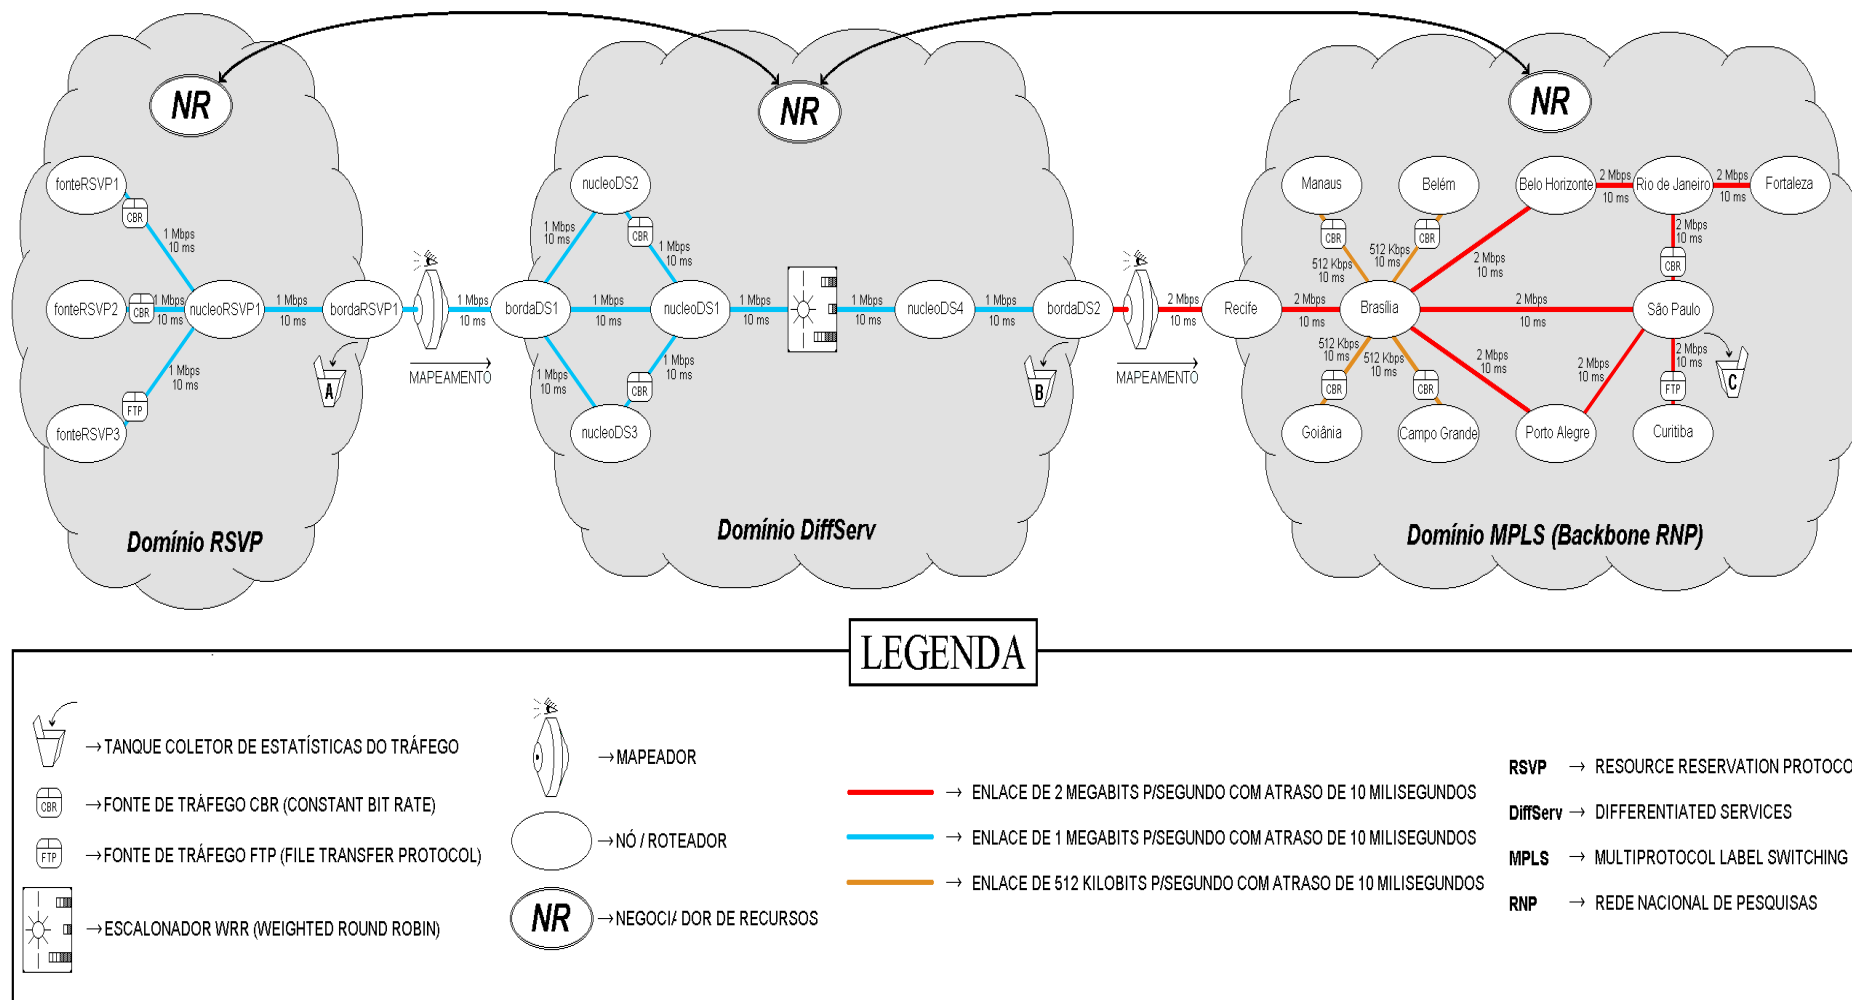 NR
NR
NR
fonteRSVP1
CBR
1 Mbps
10 ms
fonteRSVP2
CBR
1 Mbps
10 ms
nucleoRSVP1
1 Mbps
10 ms
bordaRSVP1
fonteRSVP3
FTP
1 Mbps
10 ms
A
MAPEAMENTO
Domínio RSVP
1 Mbps
10 ms
bordaDS1
nucleoDS2
CBR
1 Mbps
10 ms
1 Mbps
10 ms
1 Mbps
10 ms
nucleoDS1
1 Mbps
10 ms
1 Mbps
10 ms
nucleoDS3
CBR
1 Mbps
10 ms
1 Mbps
10 ms
nucleoDS4
1 Mbps
10 ms
bordaDS2
B
MAPEAMENTO
Domínio DiffServ
2 Mbps
10 ms
Recife
2 Mbps
10 ms
Brasília
Manaus
CBR
512 Kbps
10 ms
Belém
CBR
512 Kbps
10 ms
Belo Horizonte
2 Mbps
10 ms
Rio de Janeiro
2 Mbps
10 ms
Fortaleza
2 Mbps
10 ms
2 Mbps
10 ms
CBR
2 Mbps
10 ms
São Paulo
512 Kbps
10 ms
CBR
Goiânia
512 Kbps
10 ms
CBR
Campo Grande
2 Mbps
10 ms
Porto Alegre
2 Mbps
10 ms
2 Mbps
10 ms
FTP
Curitiba
C
Domínio MPLS (Backbone RNP)
LEGENDA
→ TANQUE COLETOR DE ESTATÍSTICAS DO TRÁFEGO
CBR → FONTE DE TRÁFEGO CBR (CONSTANT BIT RATE)
FTP → FONTE DE TRÁFEGO FTP (FILE TRANSFER PROTOCOL)
→ ESCALONADOR WRR (WEIGHTED ROUND ROBIN)
→ MAPEADOR
→ NÓ / ROTEADOR
NR → NEGOCIADOR DE RECURSOS
→ ENLACE DE 2 MEGABITS P/SEGUNDO COM ATRASO DE 10 MILISEGUNDOS
→ ENLACE DE 1 MEGABITS P/SEGUNDO COM ATRASO DE 10 MILISEGUNDOS
→ ENLACE DE 512 KILOBITS P/SEGUNDO COM ATRASO DE 10 MILISEGUNDOS
RSVP → RESOURCE RESERVATION PROTOCO
DiffServ → DIFFERENTIATED SERVICES
MPLS → MULTIPROTOCOL LABEL SWITCHING
RNP → REDE NACIONAL DE PESQUISAS